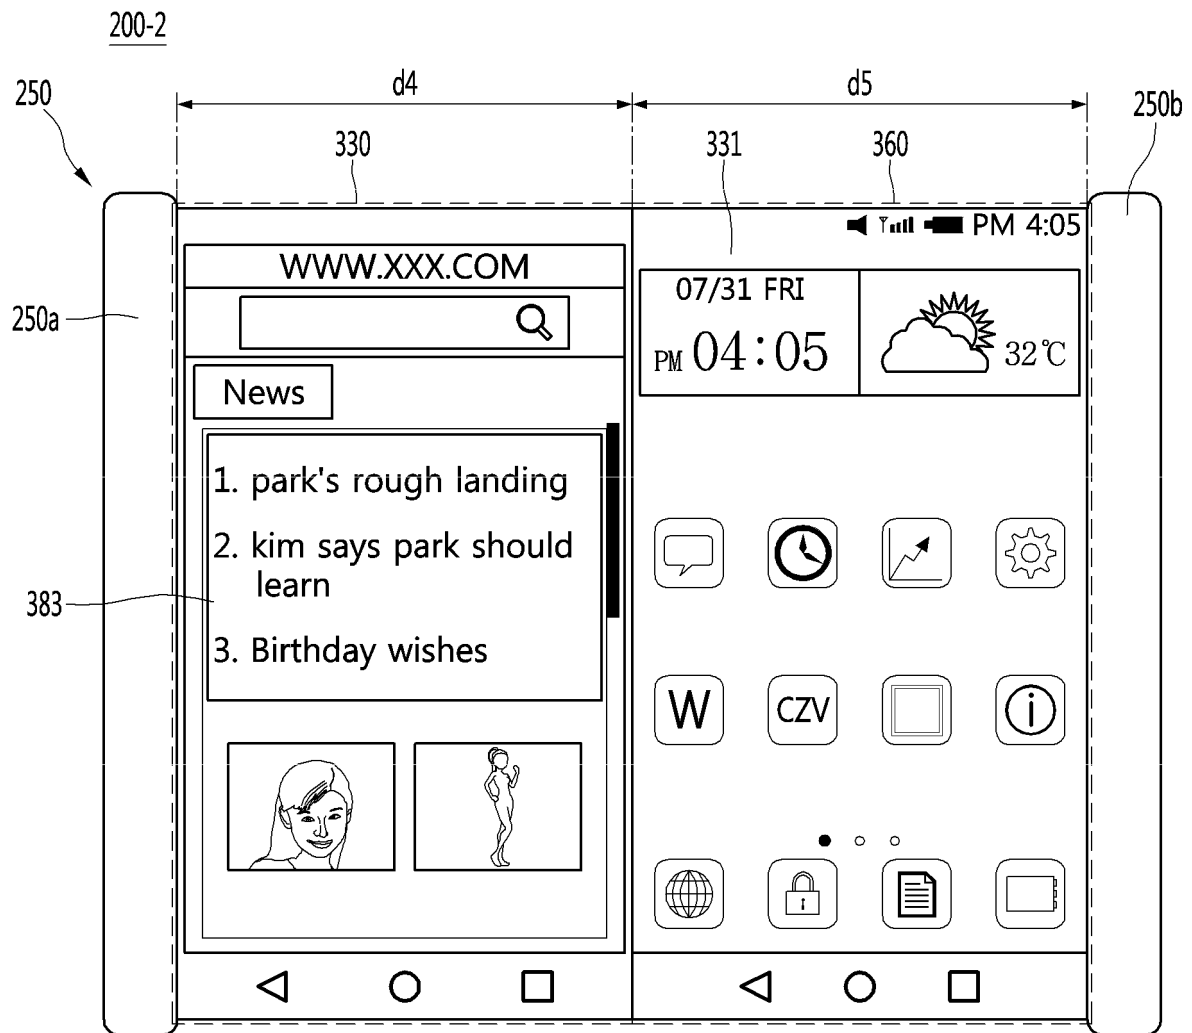 200-2
d4
d5
250
250b
330
331
360
PM 4:05
WWW.XXX.COM
07/31 FRI
PM 04:05
32℃
250a
News
1. park's rough landing
2. kim says park should
learn
383
3. Birthday wishes
W
CZV
i